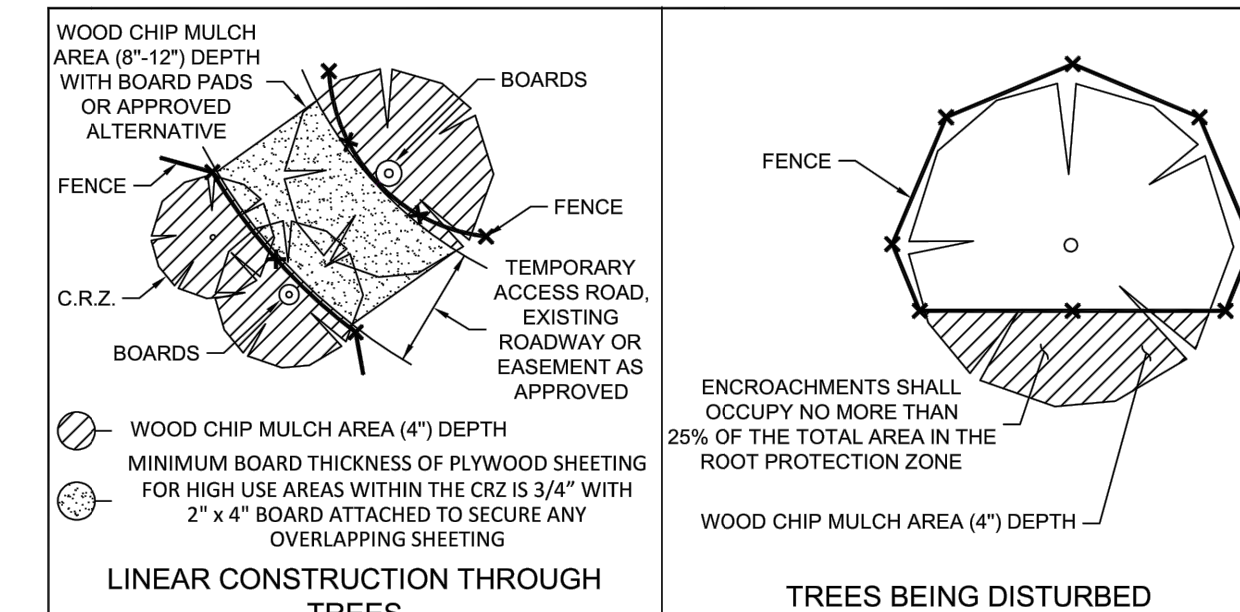 WOOD CHIP MULCH
AREA (8"-12") DEPTH
WITH BOARD PADS
OR APPROVED
ALTERNATIVE
BOARDS
FENCE
FENCE
C.R.Z.
BOARDS
TEMPORARY
ACCESS ROAD,
EXISTING
ROADWAY OR
EASEMENT AS
APPROVED
WOOD CHIP MULCH AREA (4") DEPTH
MINIMUM BOARD THICKNESS OF PLYWOOD SHEETING
FOR HIGH USE AREAS WITHIN THE CRZ IS 3/4” WITH
2" x 4" BOARD ATTACHED TO SECURE ANY
OVERLAPPING SHEETING
LINEAR CONSTRUCTION THROUGH
TREES
FENCE
ENCROACHMENTS SHALL
OCCUPY NO MORE THAN
25% OF THE TOTAL AREA IN THE
ROOT PROTECTION ZONE
WOOD CHIP MULCH AREA (4") DEPTH
TREES BEING DISTURBED